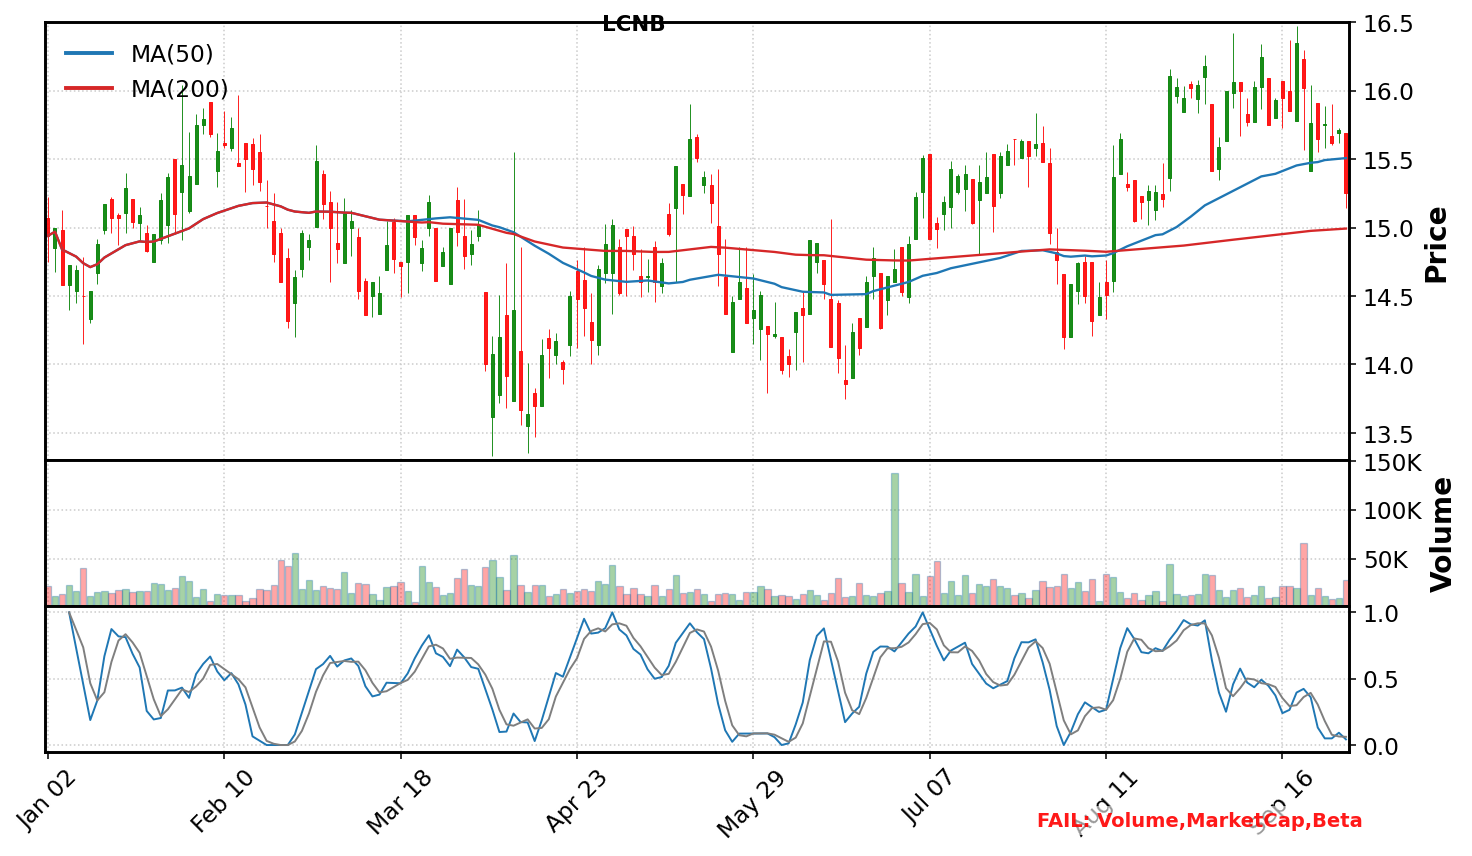 LCNB
MA(50)
MA(200)
16.5
16.0
15.5
15.0
14.5
14.0
13.5
Price
150K
100K
50K
Volume
1.0
0.5
0.0
Jan 02
Feb 10
Mar 18
Apr 23
May 29
Jul 07
Aug 11
Sep 16
FAIL: Volume,MarketCap,Beta